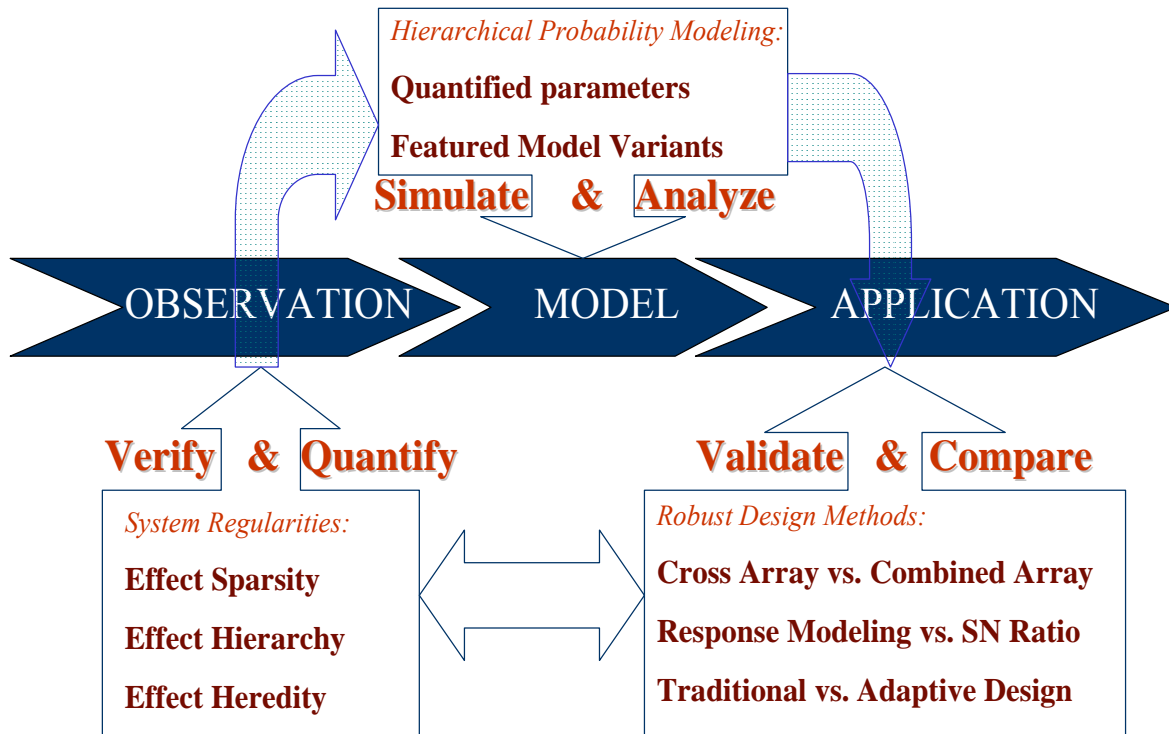 Hierarchical Probability Modeling:
Quantified parameters
Featured Model Variants
Simulate & Analyze
OBSERVATION
MODEL
APPLICATION
Verify & Quantify
System Regularities:
Effect Sparsity
Effect Hierarchy
Effect Heredity
Validate & Compare
Robust Design Methods:
Cross Array vs. Combined Array
Response Modeling vs. SN Ratio
Traditional vs. Adaptive Design